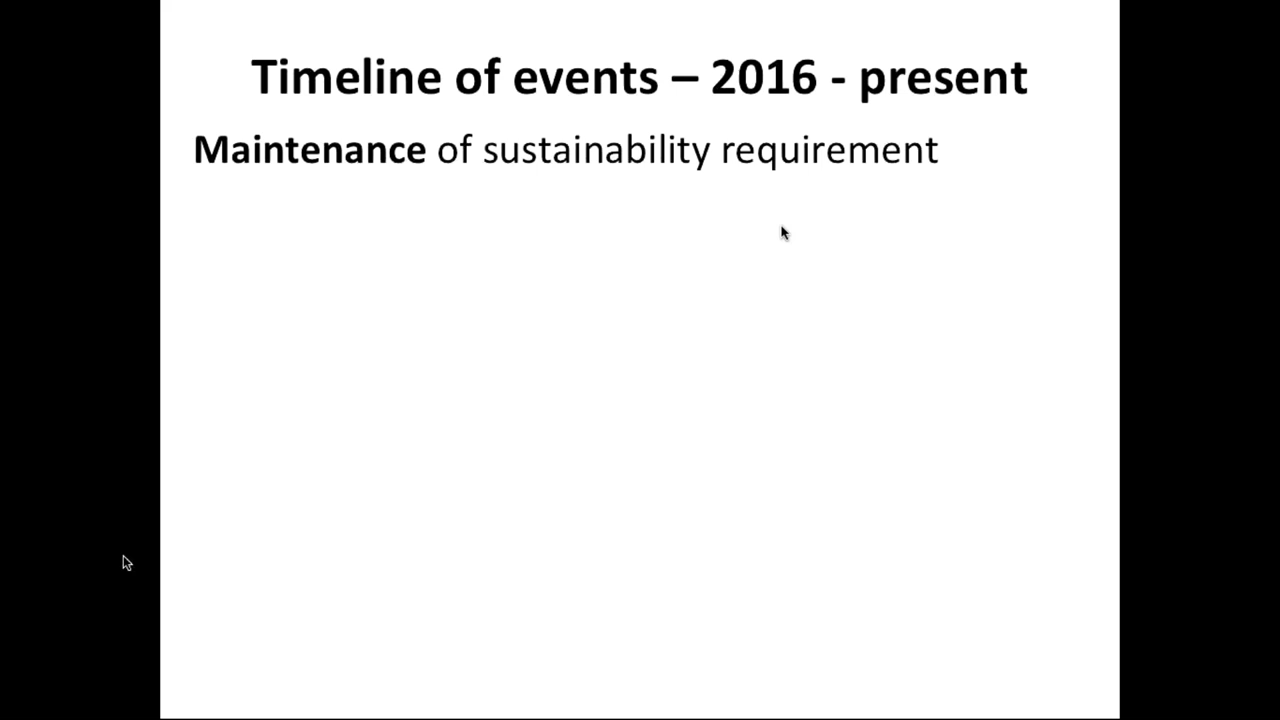 Timeline of events – 2016 - present
Maintenance of sustainability requirement